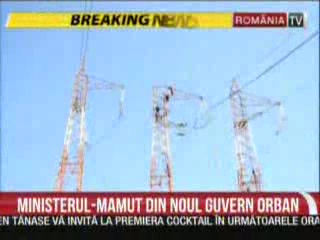 BREAKING NEWS
ROMÂNIA TV
MINISTERUL-MAMUT DIN NOUL GUVERN ORBAN
EN TĂNASE VĂ INVITĂ LA PREMIERA COCKTAIL ÎN URMĂTOARELE ORA